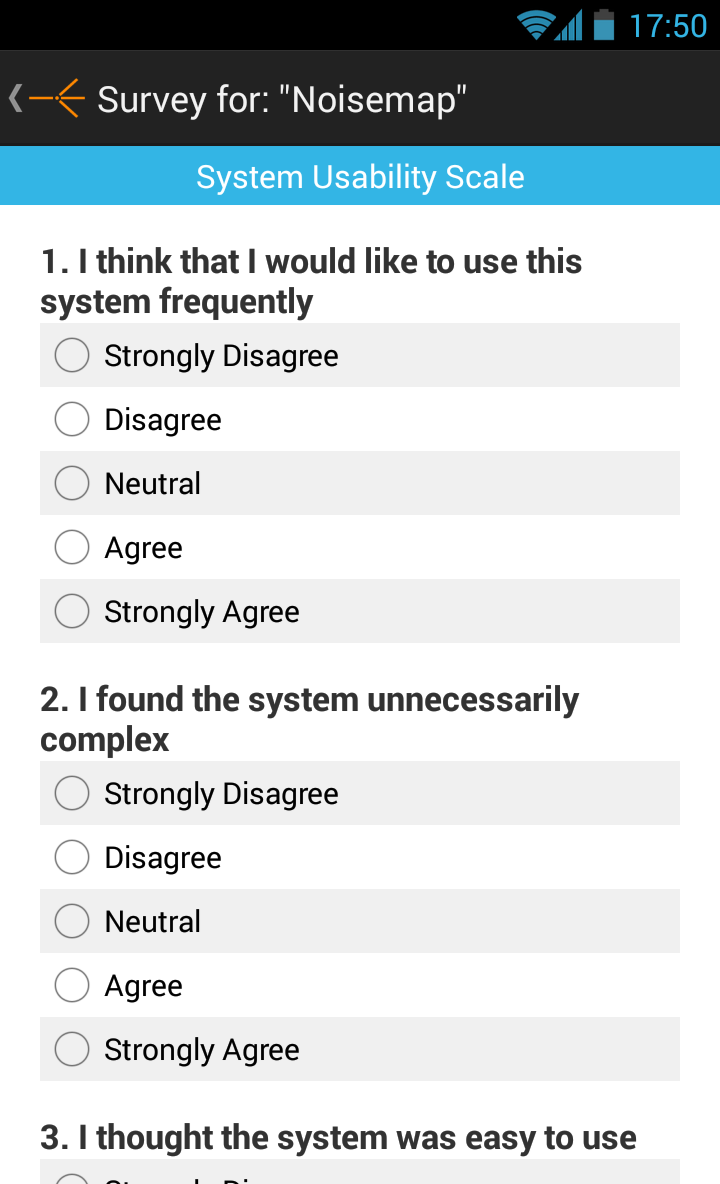 17:50
Survey for: "Noisemap"
System Usability Scale
1. I think that I would like to use this
system frequently
Strongly Disagree
Disagree
Neutral
Agree
Strongly Agree
2. I found the system unnecessarily
complex
Strongly Disagree
Disagree
Neutral
Agree
Strongly Agree
3. I thought the system was easy to use